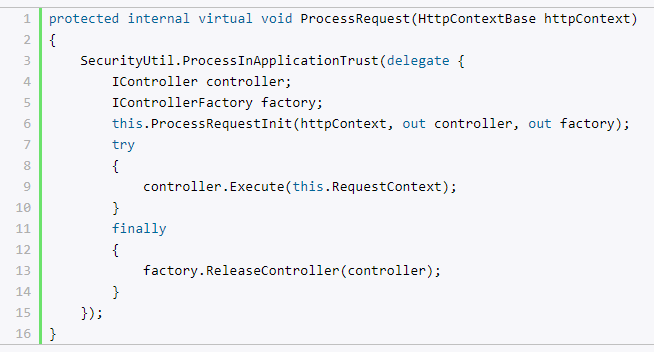 1 protected internal virtual void ProcessRequest(HttpContextBase httpContext)
2 {
3     SecurityUtil.ProcessInApplicationTrust(delegate {
4         IController controller;
5         IControllerFactory factory;
6         this.ProcessRequestInit(httpContext, out controller, out factory);
7         try
8         {
9             controller.Execute(this.RequestContext);
10         }
11         finally
12         {
13             factory.ReleaseController(controller);
14         }
15     });
16 }